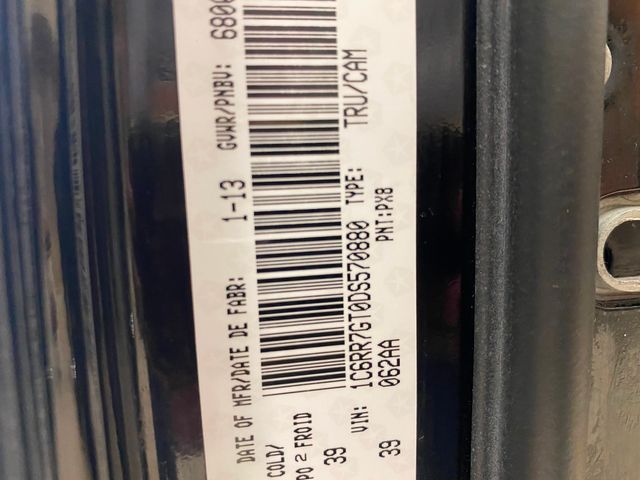 DATE OF MFR/DATE DE FABR: 1-13 GVWR/PNBV: 680
COLD/
PO 2 FROID
39
VIN: 1C6RR7GT0DS570880 TYPE: TRU/CAM
062AA PNT:PX8
39